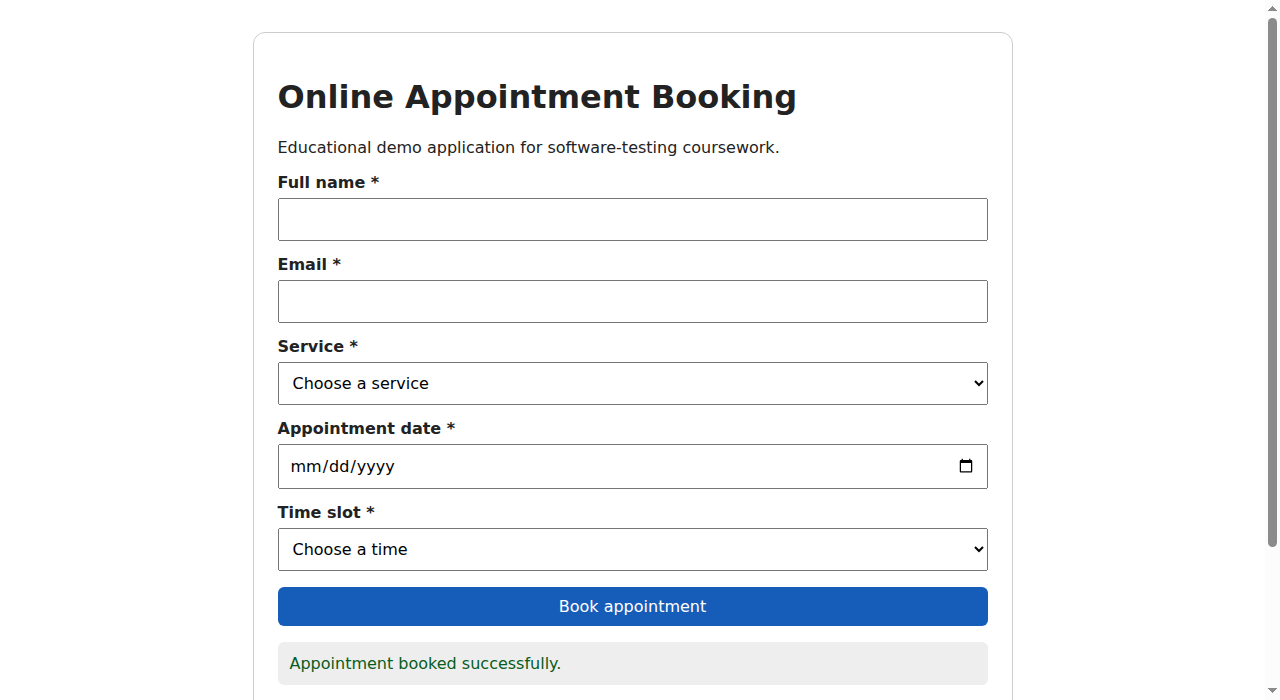 Online Appointment Booking
Educational demo application for software-testing coursework.
Full name *
Email *
Service *
Choose a service
Appointment date *
mm/dd/yyyy
Time slot *
Choose a time
Book appointment
Appointment booked successfully.